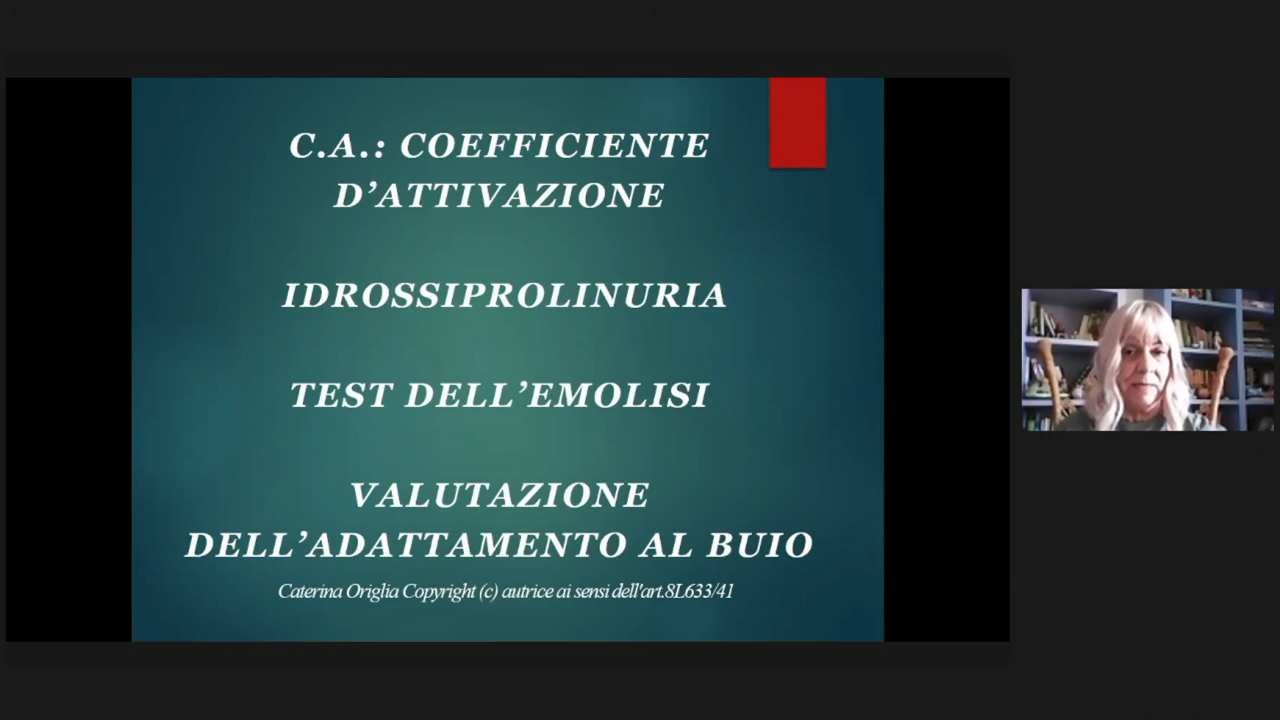 C.A.: COEFFICIENTE
D’ATTIVAZIONE
IDROSSIPROLINURIA
TEST DELL’EMOLISI
VALUTAZIONE
DELL’ADATTAMENTO AL BUIO
Caterina Origlia Copyright (c) autrice ai sensi dell'art.8L633/41